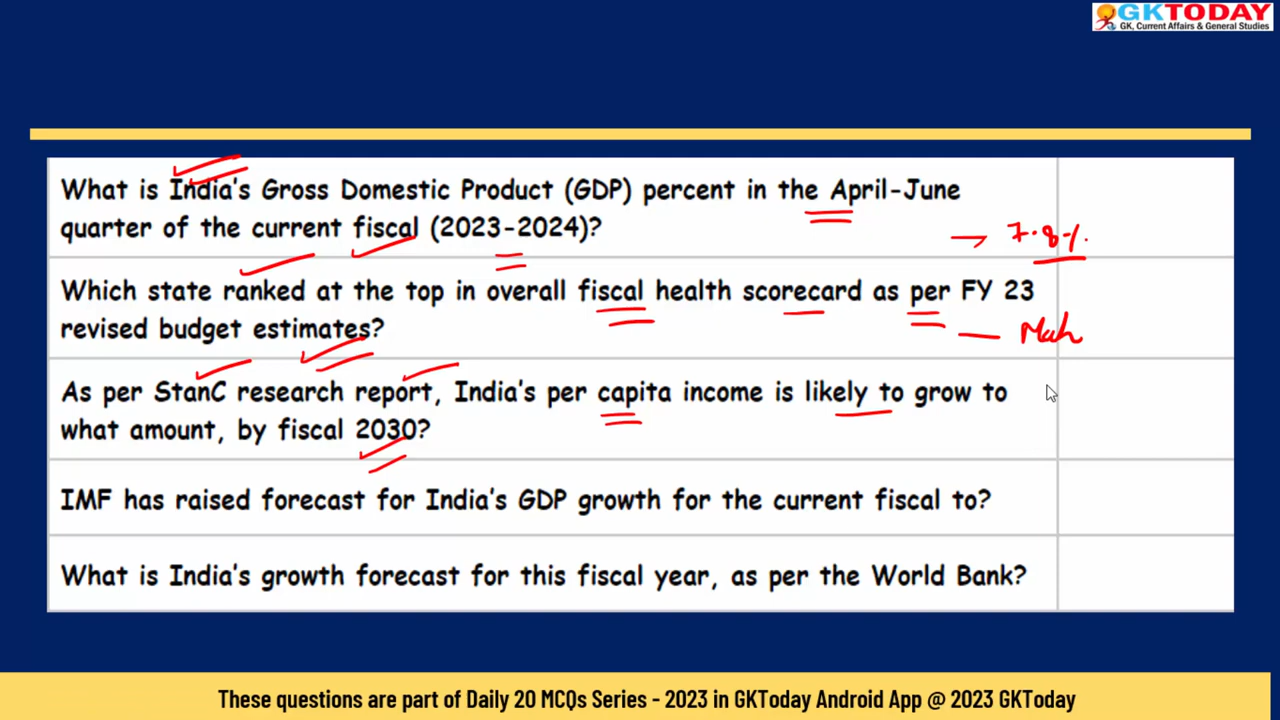 GKTODAY
GK, Current Affairs & General Studies
What is India's Gross Domestic Product (GDP) percent in the April-June
quarter of the current fiscal (2023-2024)?
→ 7.8%.
Which state ranked at the top in overall fiscal health scorecard as per FY 23
revised budget estimates?
— Mah
As per StanC research report, India's per capita income is likely to grow to
what amount, by fiscal 2030?
IMF has raised forecast for India's GDP growth for the current fiscal to?
What is India's growth forecast for this fiscal year, as per the World Bank?
These questions are part of Daily 20 MCQs Series - 2023 in GKToday Android App @ 2023 GKToday